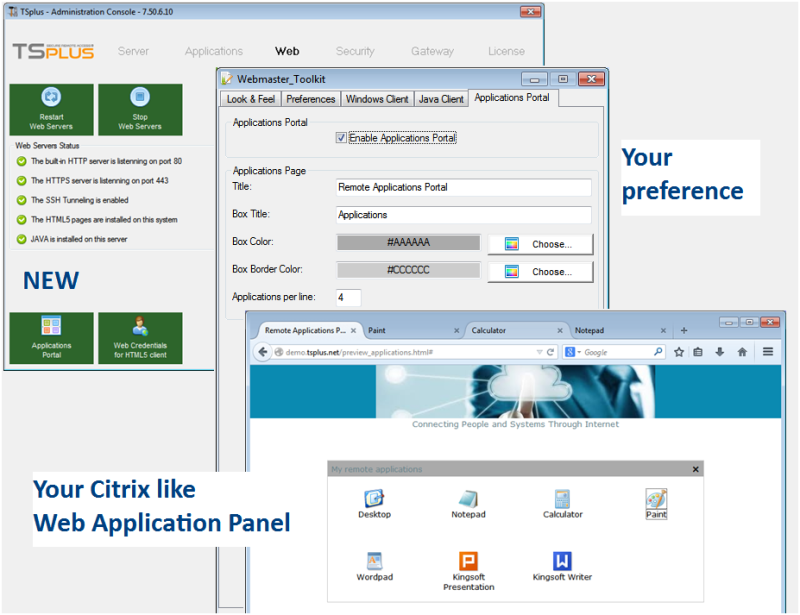 TSplus - Administration Console - 7.50.6.10
TSPLUS
Server Applications Web Security Gateway License
Restart
Web Servers
Stop
Web Servers
Web Servers Status
The built-in HTTP server is listenning on port 80
The HTTPS server is listenning on port 443
The SSH Tunneling is enabled
The HTML5 pages are installed on this system
JAVA is installed on this server
NEW
Applications
Portal
Web Credentials
for HTML5 client
Webmaster_Toolkit
Look & Feel Preferences Windows Client Java Client Applications Portal
Applications Portal
Enable Applications Portal
Applications Page
Title: Remote Applications Portal
Box Title: Applications
Box Color: #AAAAAA Choose...
Box Border Color: #CCCCCC Choose...
Applications per line: 4
Your
preference
Remote Applications P... Paint Calculator Notepad
demo.tsplus.net/preview_applications.html# Google
Connecting People and Systems Through Internet
My remote applications
Desktop Notepad Calculator Paint
Wordpad Kingsoft
Presentation Kingsoft Writer
Your Citrix like
Web Application Panel